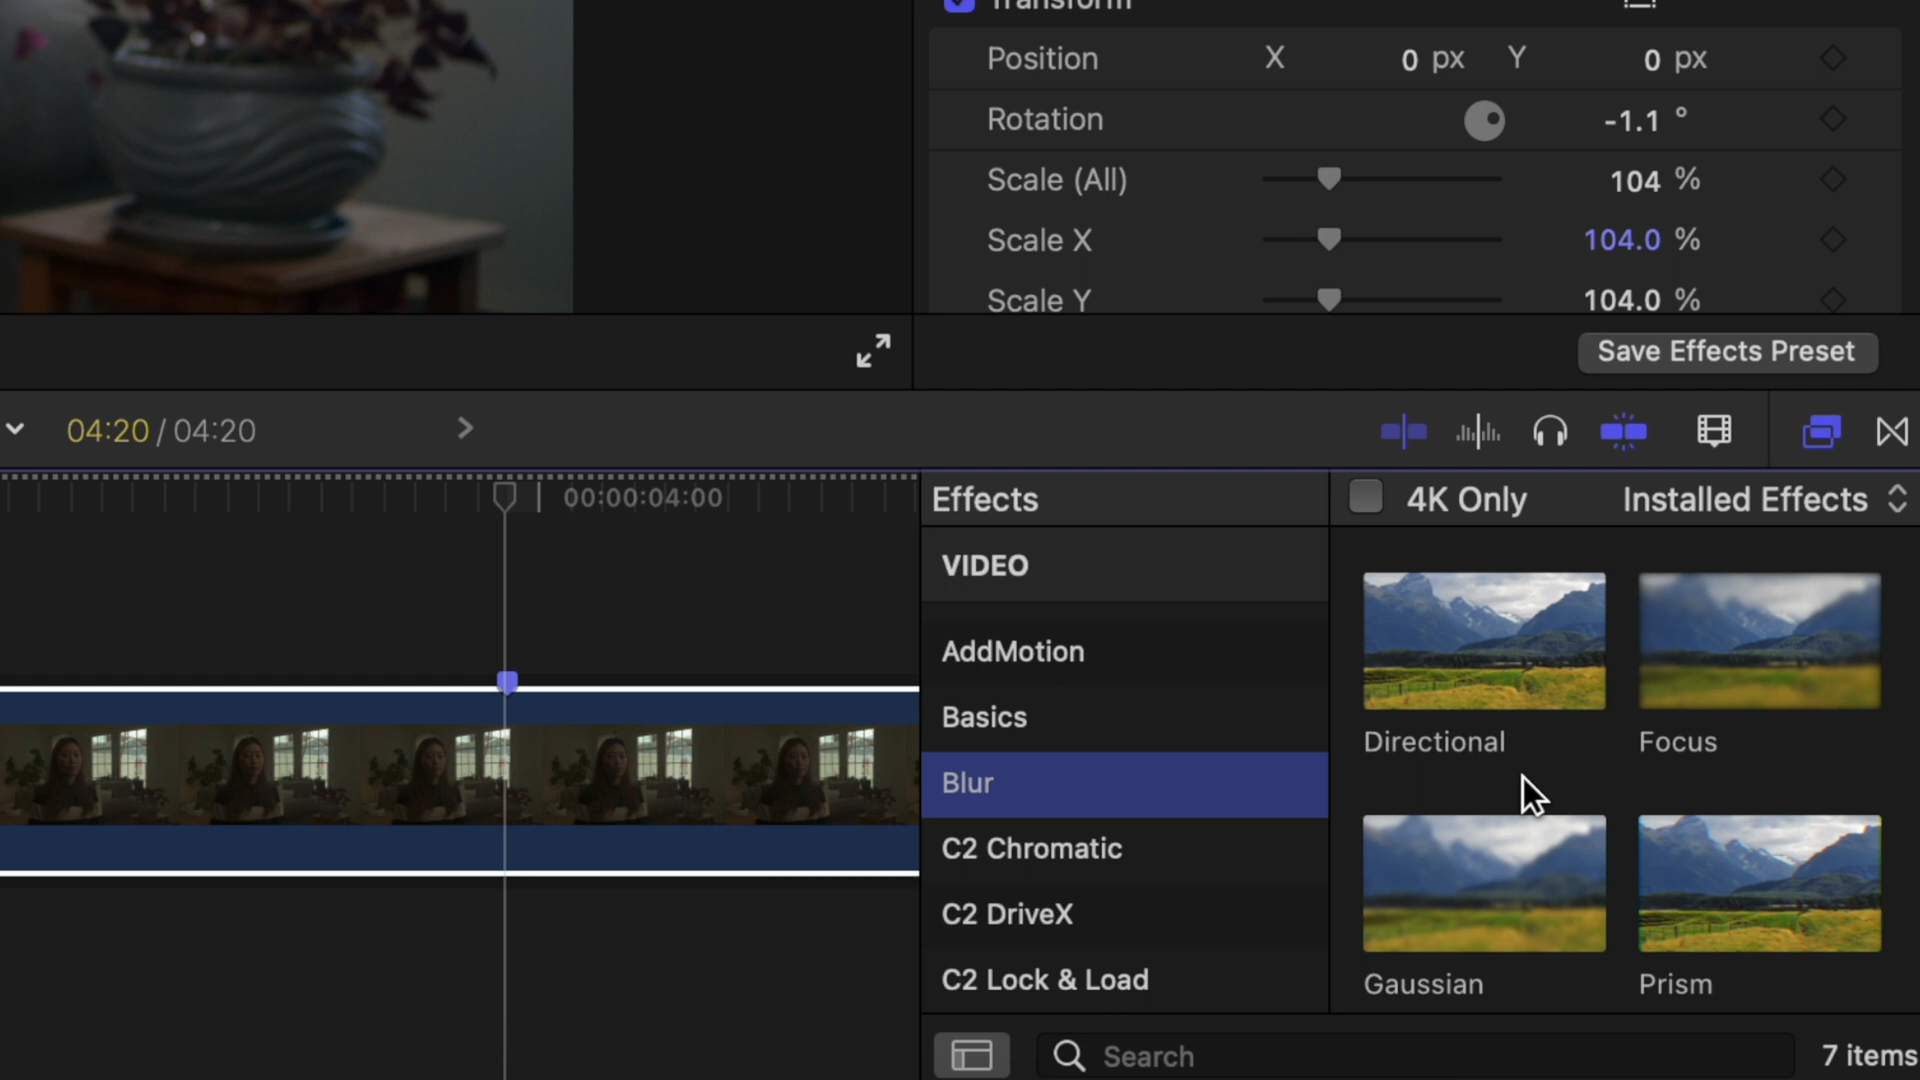 Transform
Position X 0 px Y 0 px
Rotation -1.1 °
Scale (All) 104 %
Scale X 104.0 %
Scale Y 104.0 %
Save Effects Preset
04:20 / 04:20
00:00:04:00
Effects
4K Only
Installed Effects
VIDEO
AddMotion
Basics
Blur
C2 Chromatic
C2 DriveX
C2 Lock & Load
Directional
Focus
Gaussian
Prism
Search
7 items